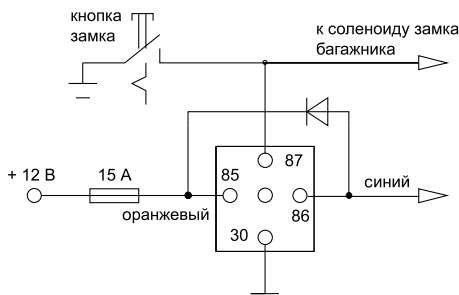 кнопка
замка
к соленоиду замка
багажника
87
+ 12 В
15 А
85
синий
оранжевый
86
30